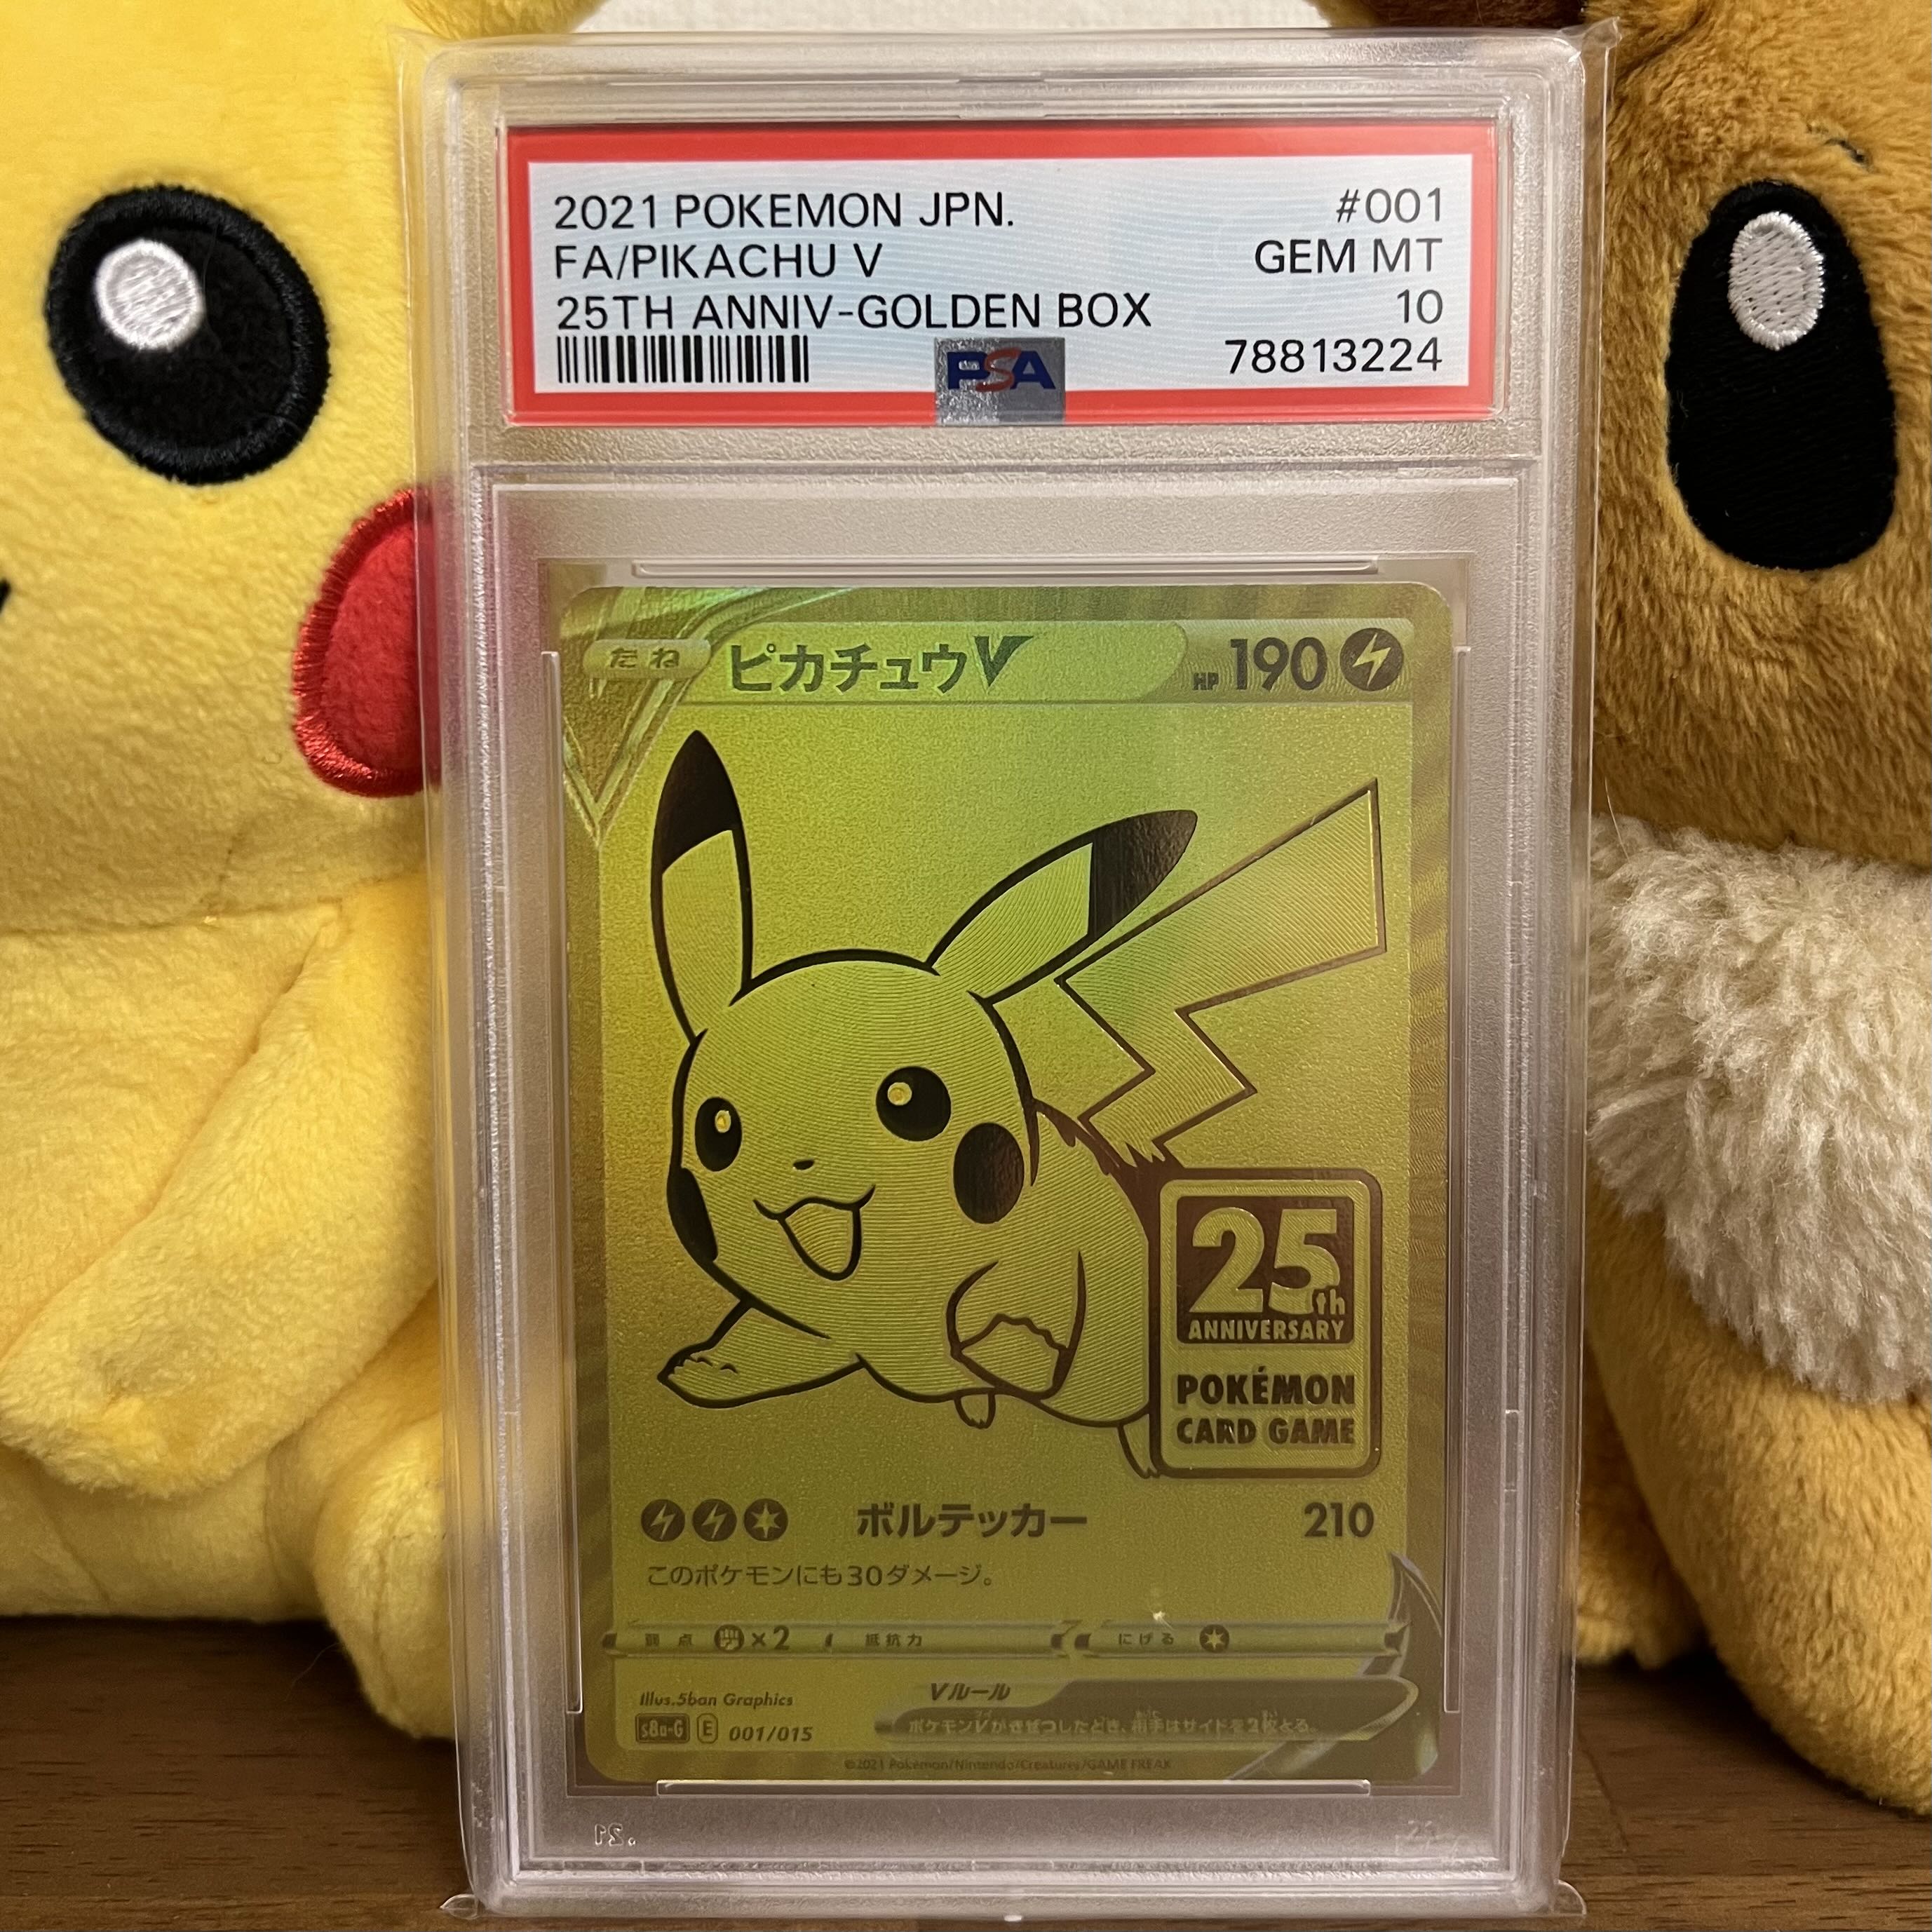 2021 POKEMON JPN. #001
FA/PIKACHU V GEM MT
25TH ANNIV-GOLDEN BOX 10
PSA 78813224
たね ピカチュウV HP 190
25th
ANNIVERSARY
POKÉMON
CARD GAME
ボルテッカー 210
このポケモンにも30ダメージ。
弱点 ×2 抵抗力 にげる
Illus.5ban Graphics Vルール
s8a-G E 001/015 ポケモンVがきぜつしたとき、相手はサイドを2枚とる。
©2021 Pokémon/Nintendo/Creatures/GAME FREAK